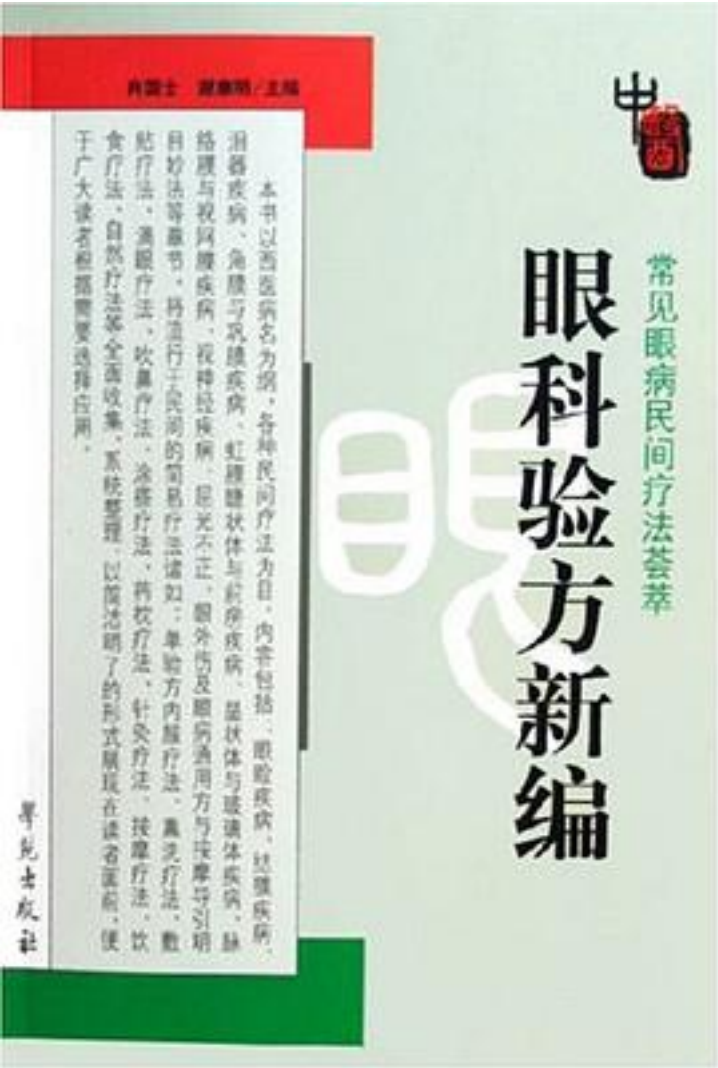 肖国士 谢康明/主编
中醫
常见眼病民间疗法荟萃
眼科验方新编
眼
本书以西医病名为纲，各种民间疗法为目，内容包括：眼睑疾病、结膜疾病、
泪器疾病、角膜与巩膜疾病、虹膜睫状体与前房疾病、晶状体与玻璃体疾病、脉
络膜与视网膜疾病、视神经疾病、屈光不正、眼外伤及眼病通用方与按摩导引明
目妙法等章节，将流行于民间的简易疗法诸如：单验方内服疗法、熏洗疗法、敷
贴疗法、滴眼疗法、吹鼻疗法、涂搽疗法、药枕疗法、针灸疗法、按摩疗法、饮
食疗法、自然疗法等全面收集、系统整理，以简洁明了的形式展现在读者面前，便
于广大读者根据需要选择应用。
學苑出版社